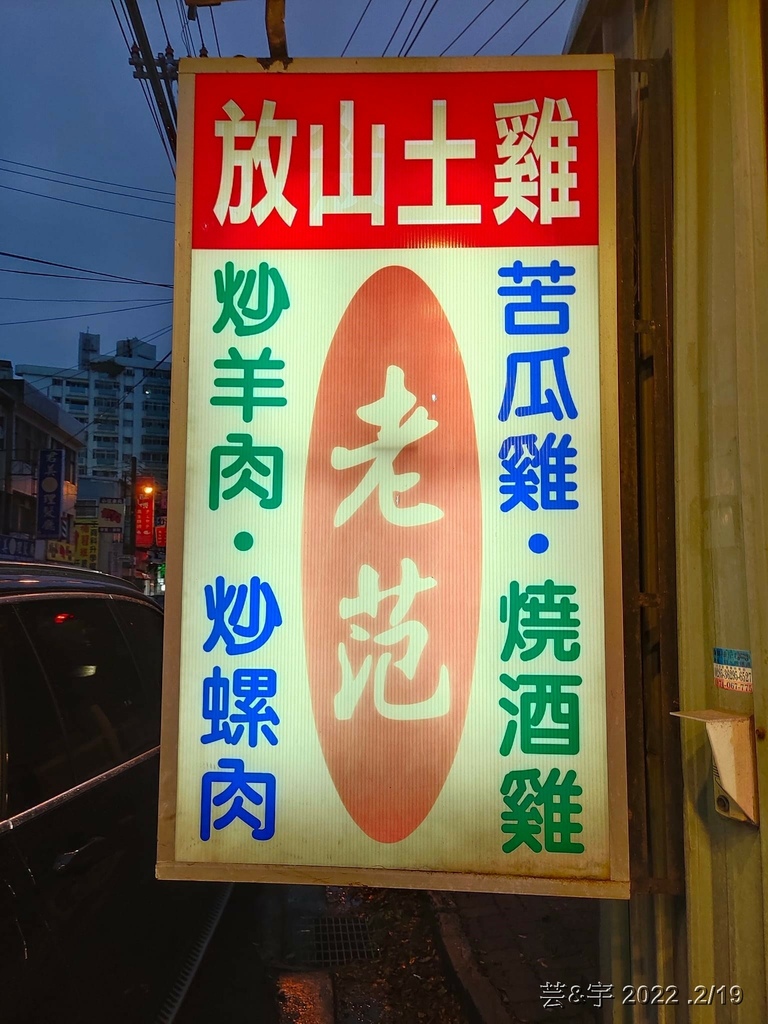 放山土雞
苦瓜雞·燒酒雞
老范
炒羊肉·炒螺肉
芸&宇 2022 .2/19